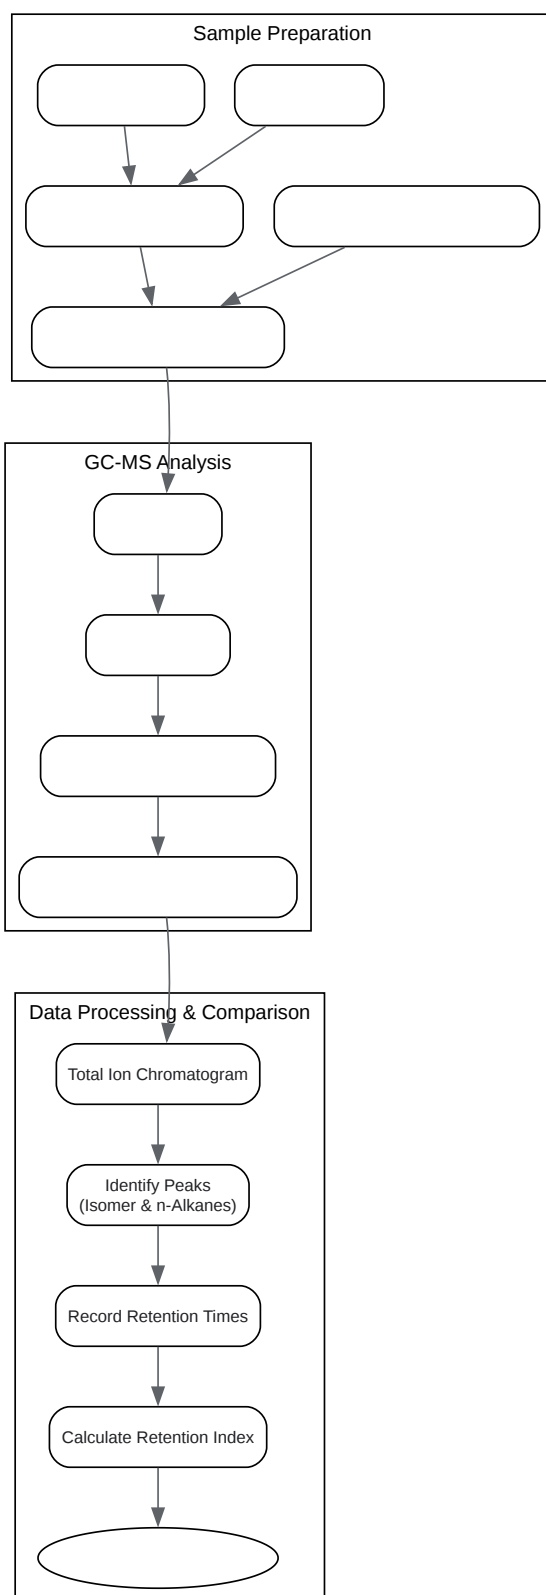 Sample Preparation
GC-MS Analysis
Data Processing & Comparison
Total Ion Chromatogram
Identify Peaks
(Isomer & n-Alkanes)
Record Retention Times
Calculate Retention Index